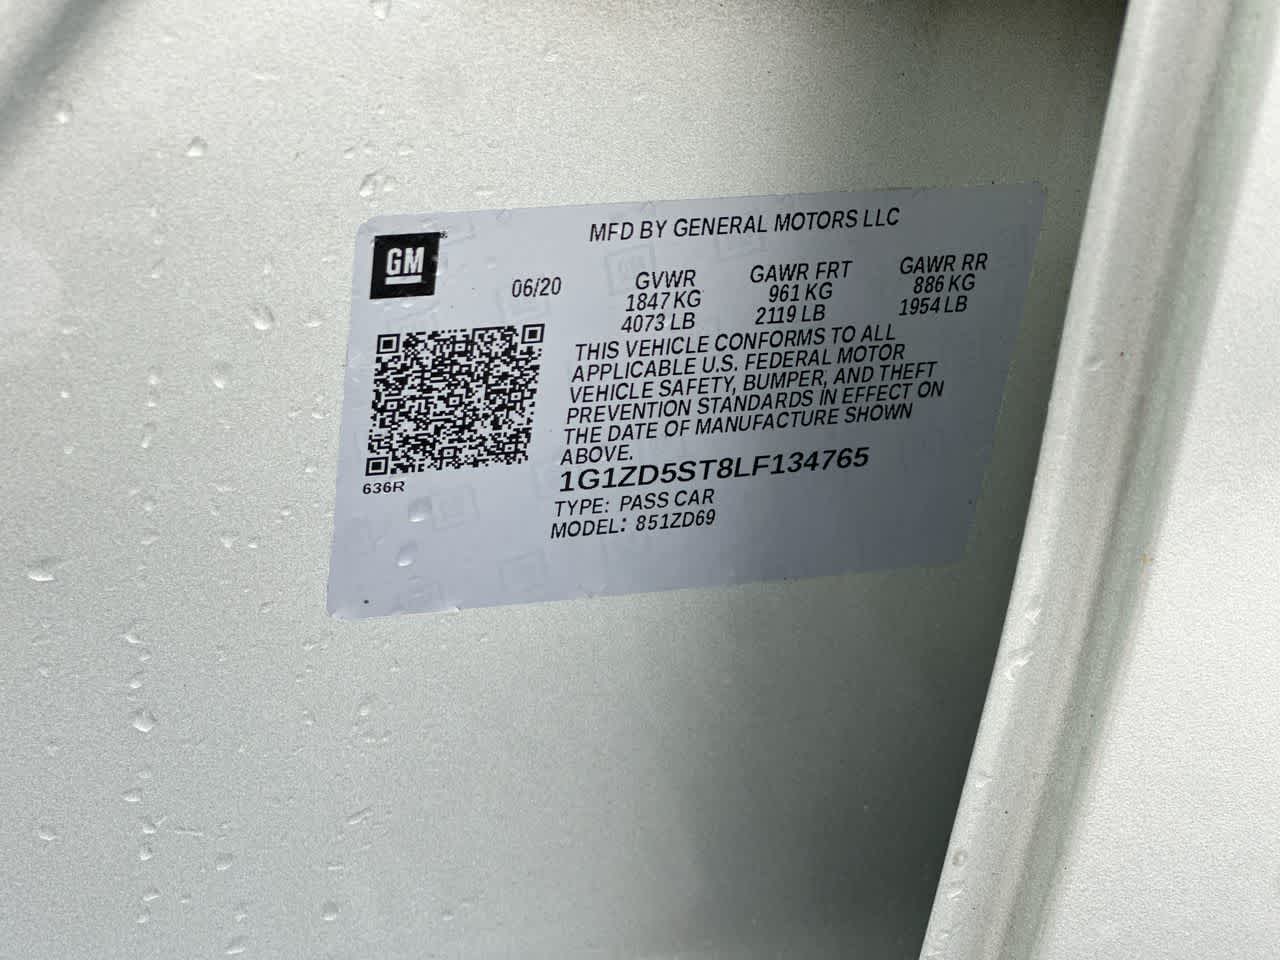 MFD BY GENERAL MOTORS LLC
GM®
06/20
GVWR
1847 KG
4073 LB
GAWR FRT
961 KG
2119 LB
GAWR RR
886 KG
1954 LB
THIS VEHICLE CONFORMS TO ALL
APPLICABLE U.S. FEDERAL MOTOR
VEHICLE SAFETY, BUMPER, AND THEFT
PREVENTION STANDARDS IN EFFECT ON
THE DATE OF MANUFACTURE SHOWN
ABOVE.
1G1ZD5ST8LF134765
TYPE: PASS CAR
MODEL: 851ZD69
636R